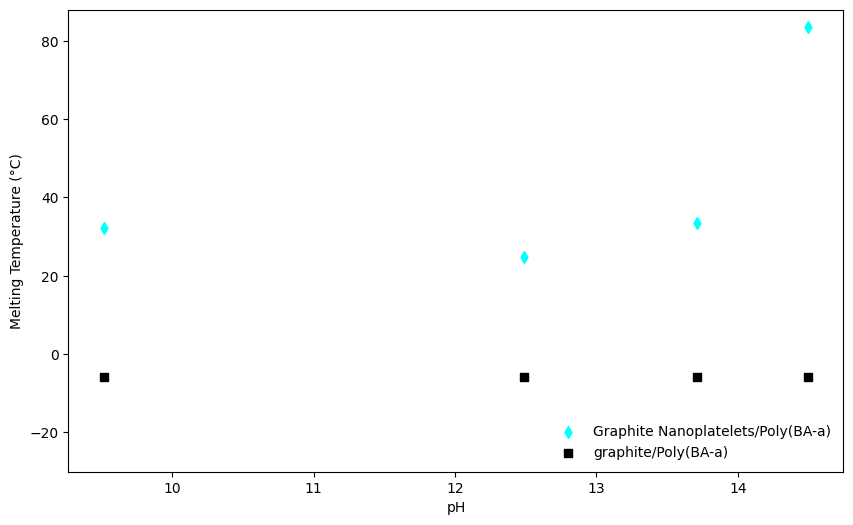 80
60
40
20
0
−20
Melting Temperature (°C)
10
11
12
13
14
pH
Graphite Nanoplatelets/Poly(BA-a)
graphite/Poly(BA-a)